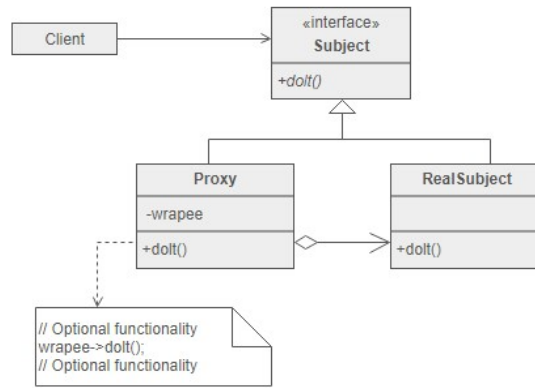 Client
«interface»
Subject
+doIt()
Proxy
-wrapee
+doIt()
RealSubject
+doIt()
// Optional functionality
wrapee->doIt();
// Optional functionality